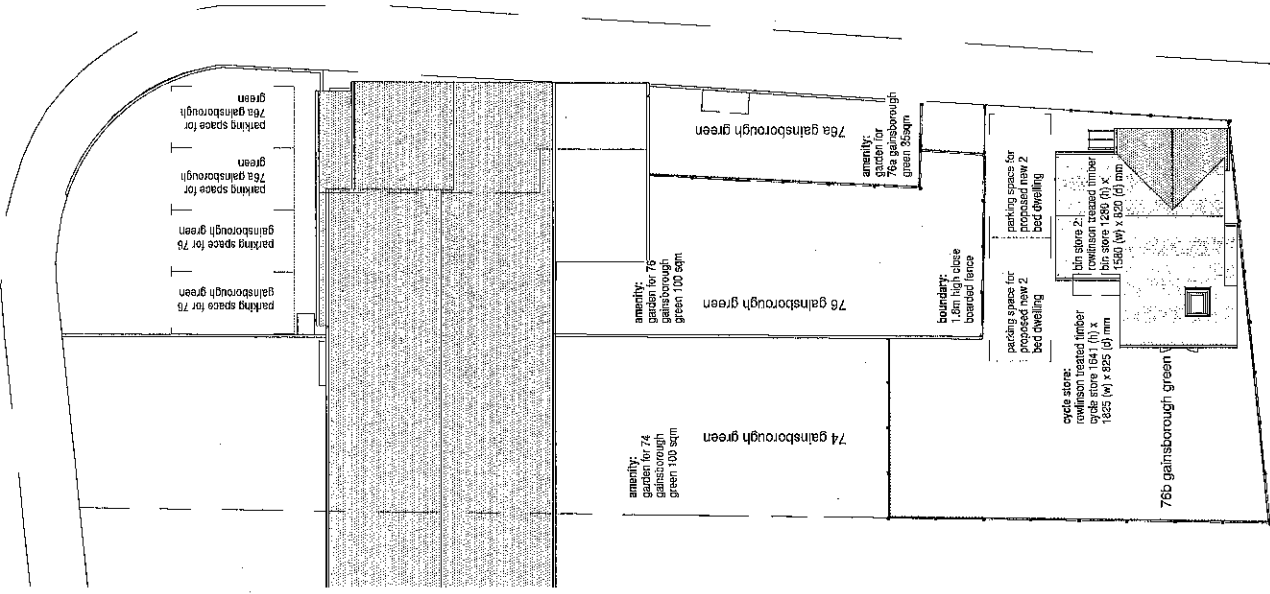 parking space for
76a gainsborough
green
parking space for
76a gainsborough
green
parking space for 76
gainsborough green
parking space for 76
gainsborough green
76a gainsborough
green
amenity:
garden for
76a gainsborough
green 35sqm
amenity:
garden for 76
gainsborough
green 100 sqm
76 gainsborough
green
boundary:
1.8m high close
boarded fence
amenity:
garden for 74
gainsborough
green 100 sqm
74 gainsborough
green
parking space for
proposed new 2
bed dwelling
parking space for
proposed new 2
bed dwelling
bin store 2:
rowlinson treated timber
bin store 1280 (h) x
1580 (w) x 820 (d) mm
cycle store:
rowlinson treated timber
cycle store 1641 (h) x
1825 (w) x 825 (d) mm
76b gainsborough green